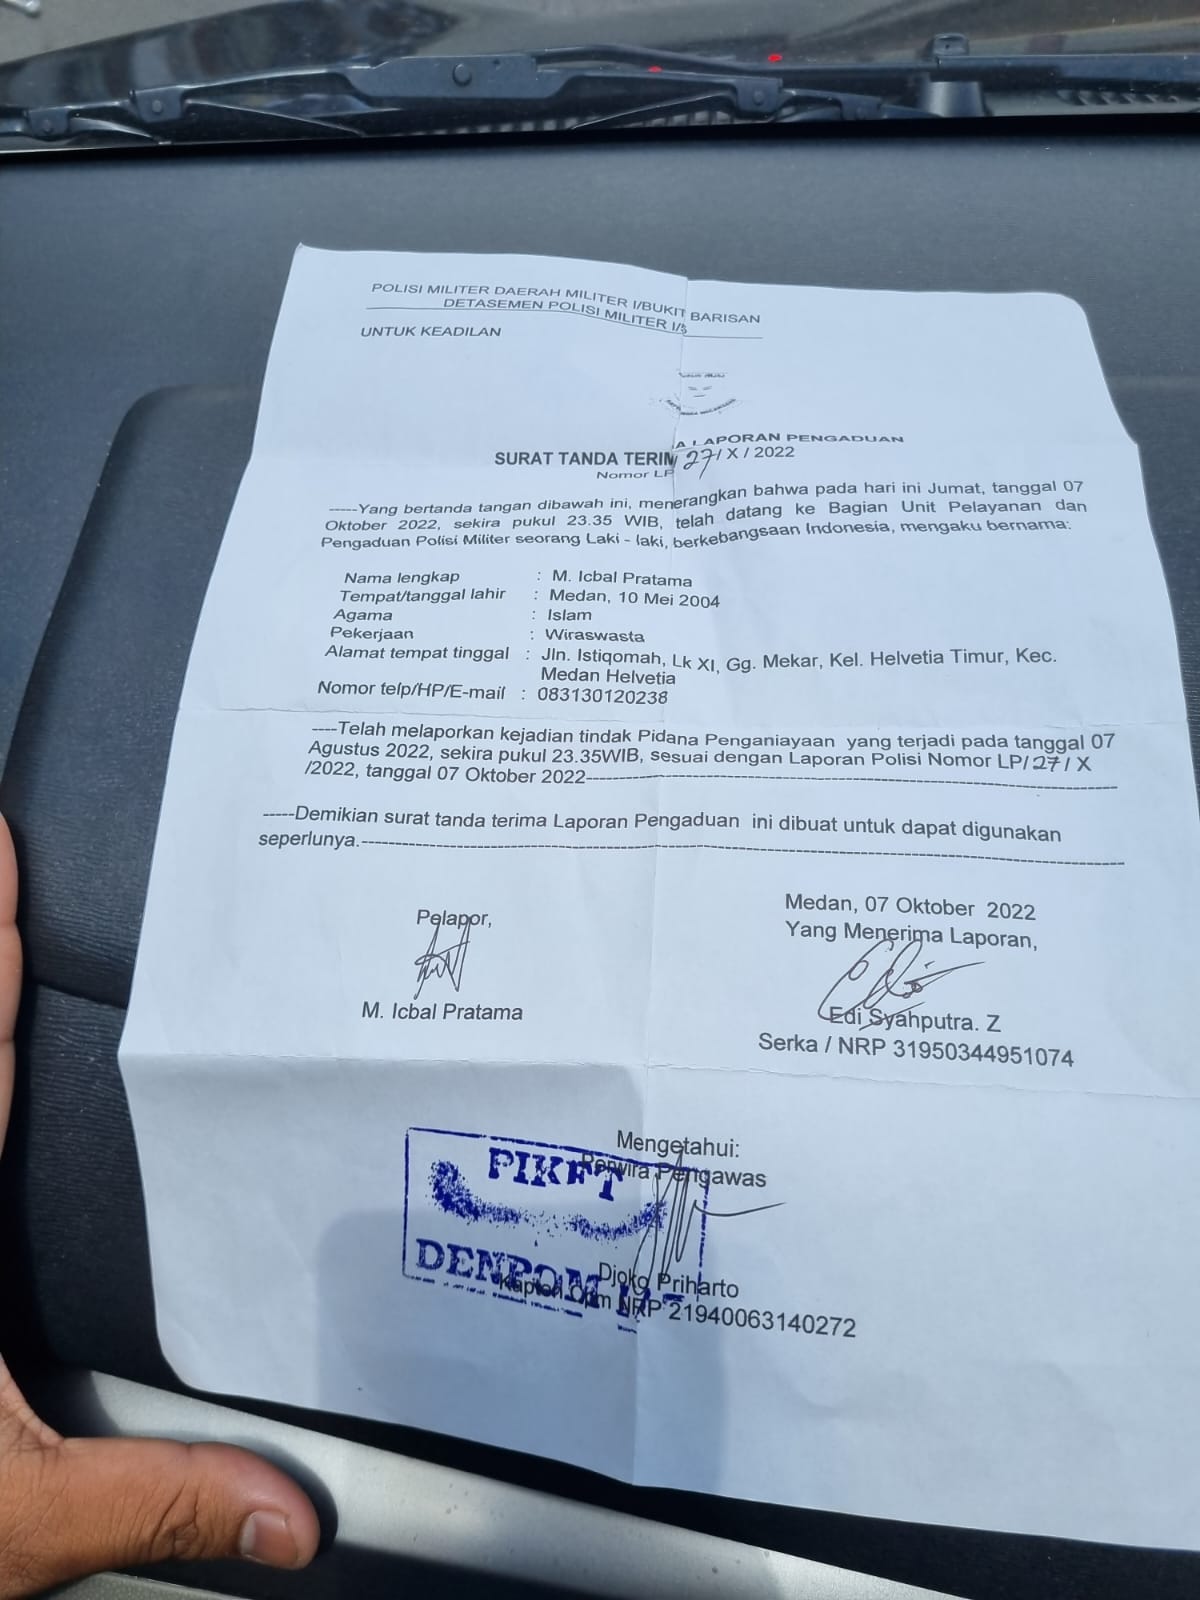 POLISI MILITER DAERAH MILITER I/BUKIT BARISAN
DETASEMEN POLISI MILITER I/5
UNTUK KEADILAN
SURAT TANDA TERIM A LAPORAN PENGADUAN
Nomor LP 27 / X / 2022
-----Yang bertanda tangan dibawah ini, menerangkan bahwa pada hari ini Jumat, tanggal 07
Oktober 2022, sekira pukul 23.35 WIB, telah datang ke Bagian Unit Pelayanan dan
Pengaduan Polisi Militer seorang Laki - laki, berkebangsaan Indonesia, mengaku bernama:
Nama lengkap : M. Icbal Pratama
Tempat/tanggal lahir : Medan, 10 Mei 2004
Agama : Islam
Pekerjaan : Wiraswasta
Alamat tempat tinggal : Jln. Istiqomah, Lk XI, Gg. Mekar, Kel. Helvetia Timur, Kec.
Medan Helvetia
Nomor telp/HP/E-mail : 083130120238
----Telah melaporkan kejadian tindak Pidana Penganiayaan yang terjadi pada tanggal 07
Agustus 2022, sekira pukul 23.35WIB, sesuai dengan Laporan Polisi Nomor LP/27/ X
/2022, tanggal 07 Oktober 2022------------------------------
-----Demikian surat tanda terima Laporan Pengaduan ini dibuat untuk dapat digunakan
seperlunya.------------------------------
Medan, 07 Oktober 2022
Pelapor,
Yang Menerima Laporan,
M. Icbal Pratama
Edi Syahputra. Z
Serka / NRP 31950344951074
Mengetahui:
Perwira Pengawas
PIKET
DENPOM
Djoko Priharto
Kapten Cpm NRP 21940063140272